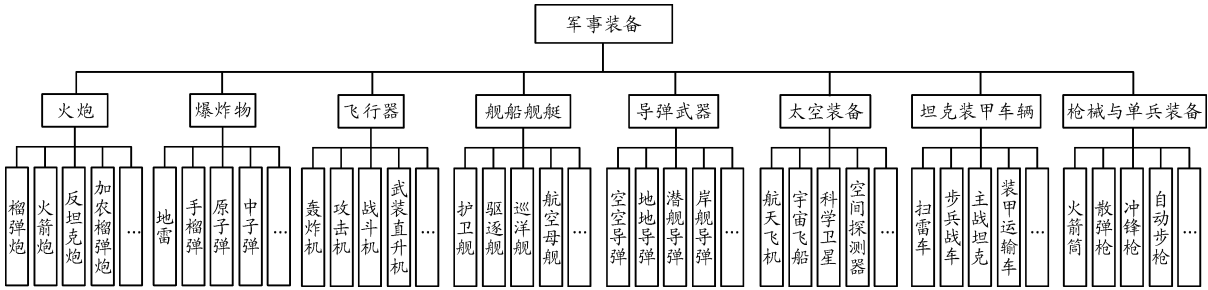 军事装备
火炮
爆炸物
飞行器
舰船舰艇
导弹武器
太空装备
坦克装甲车辆
枪械与单兵装备
榴弹炮
火箭炮
反坦克炮
加农榴弹炮
...
地雷
手榴弹
原子弹
中子弹
...
轰炸机
攻击机
战斗机
武装直升机
...
护卫舰
驱逐舰
巡洋舰
航空母舰
...
空空导弹
地地导弹
潜舰导弹
岸舰导弹
...
航天飞机
宇宙飞船
科学卫星
空间探测器
...
扫雷车
步兵战车
主战坦克
装甲运输车
...
火箭筒
散弹枪
冲锋枪
自动步枪
...